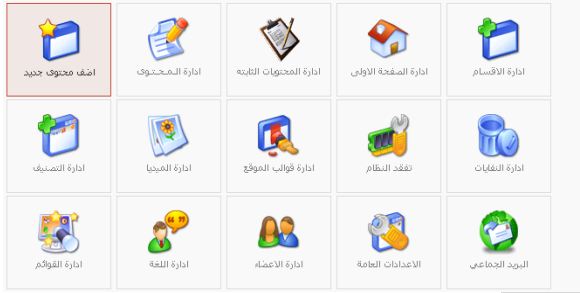 ادارة الاقسام
ادارة الصفحة الاولى
ادارة المحتويات الثابته
ادارة الـمـحـتـوى
اضف محتوى جديد
ادارة النفايات
تفقد النظام
ادارة قوالب الموقع
ادارة الميديا
ادارة التصنيف
البريد الجماعي
الاعدادات العامة
ادارة الاعضاء
ادارة اللغة
ادارة القوائم